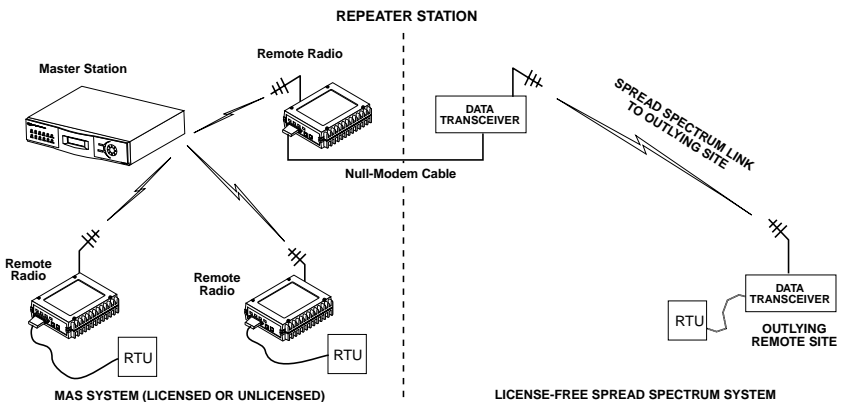 REPEATER STATION
Remote Radio
Master Station
DATA
TRANSCEIVER
SPREAD SPECTRUM LINK
TO OUTLYING SITE
Null-Modem Cable
Remote
Radio
Remote
Radio
RTU
RTU
RTU
DATA
TRANSCEIVER
OUTLYING
REMOTE SITE
MAS SYSTEM (LICENSED OR UNLICENSED)
LICENSE-FREE SPREAD SPECTRUM SYSTEM